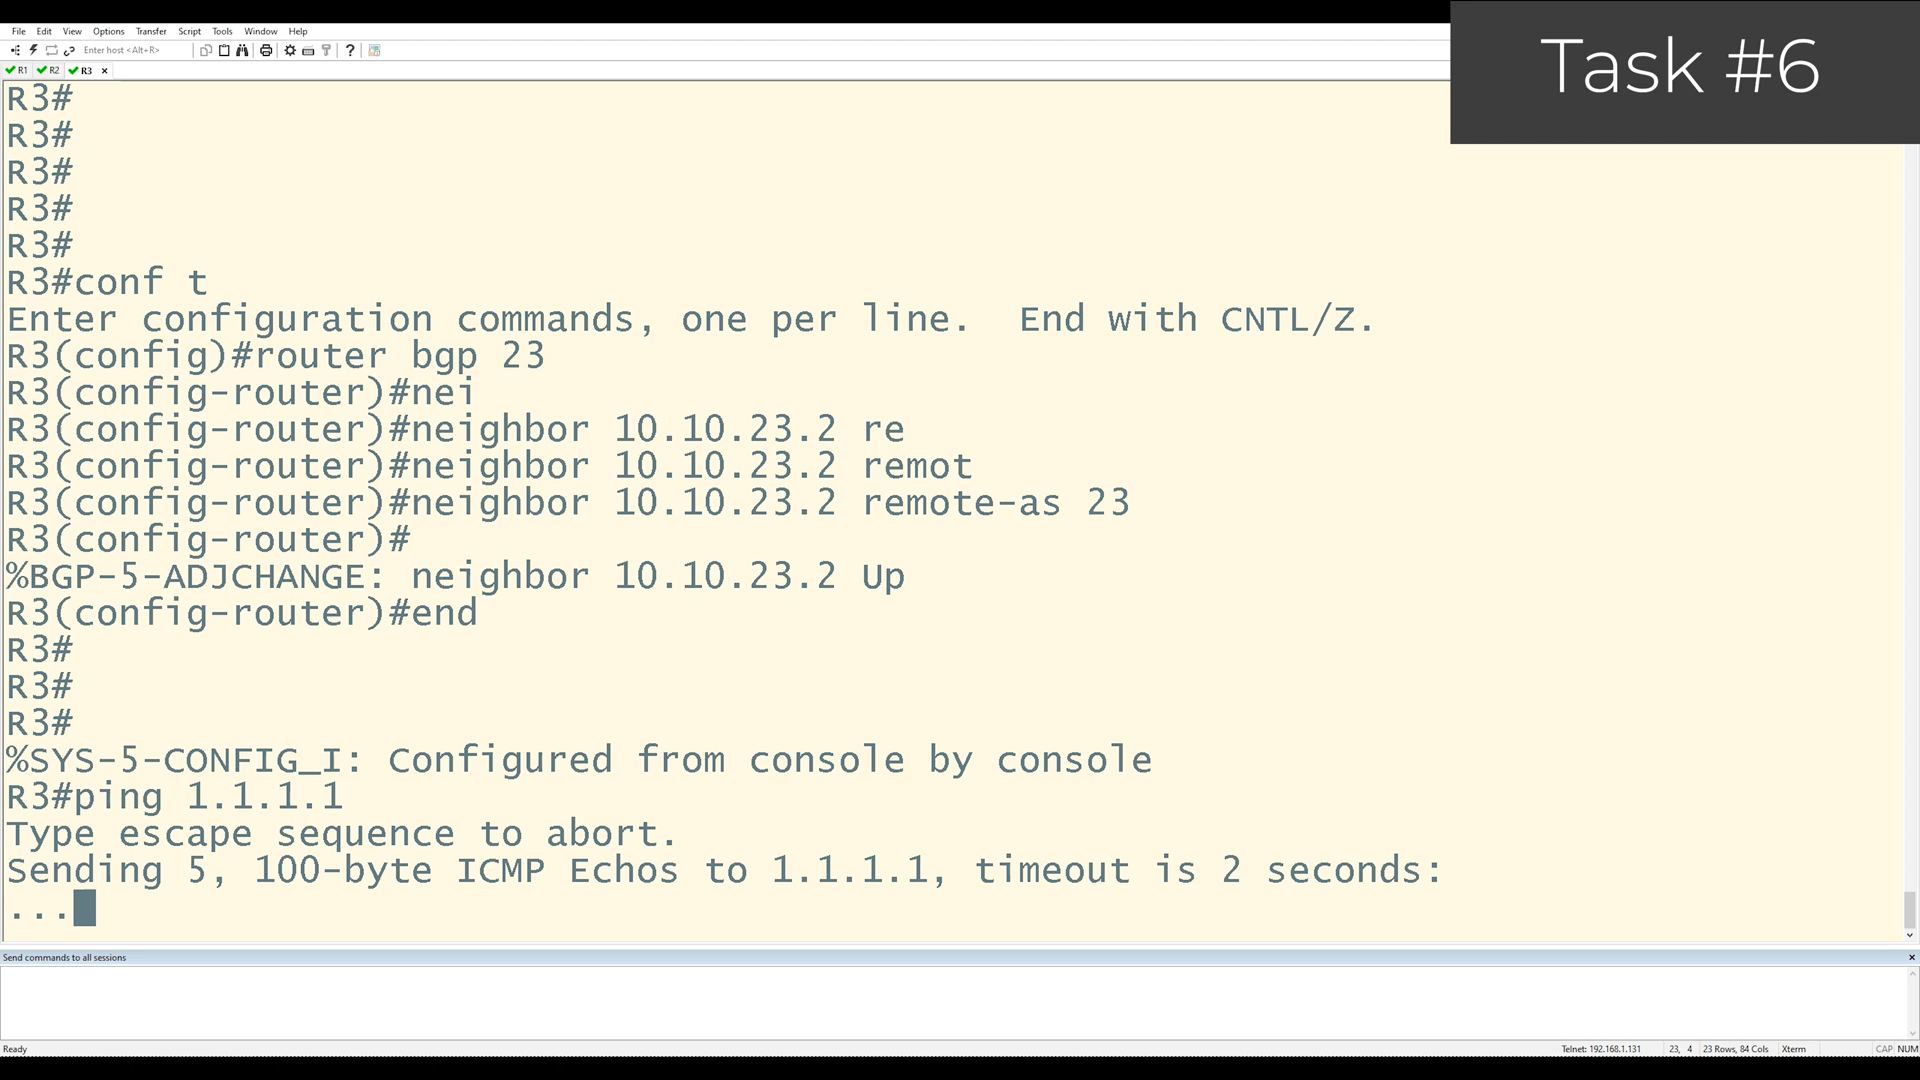 File Edit View Options Transfer Script Tools Window Help
Task #6
Enter host <Alt+R>
R1 R2 R3
R3#
R3#
R3#
R3#
R3#
R3#conf t
Enter configuration commands, one per line.  End with CNTL/Z.
R3(config)#router bgp 23
R3(config-router)#nei
R3(config-router)#neighbor 10.10.23.2 re
R3(config-router)#neighbor 10.10.23.2 remot
R3(config-router)#neighbor 10.10.23.2 remote-as 23
R3(config-router)#
%BGP-5-ADJCHANGE: neighbor 10.10.23.2 Up
R3(config-router)#end
R3#
R3#
R3#
%SYS-5-CONFIG_I: Configured from console by console
R3#ping 1.1.1.1
Type escape sequence to abort.
Sending 5, 100-byte ICMP Echos to 1.1.1.1, timeout is 2 seconds:
...
Send commands to all sessions
Ready Telnet: 192.168.1.131 23, 4 23 Rows, 84 Cols Xterm CAP NUM